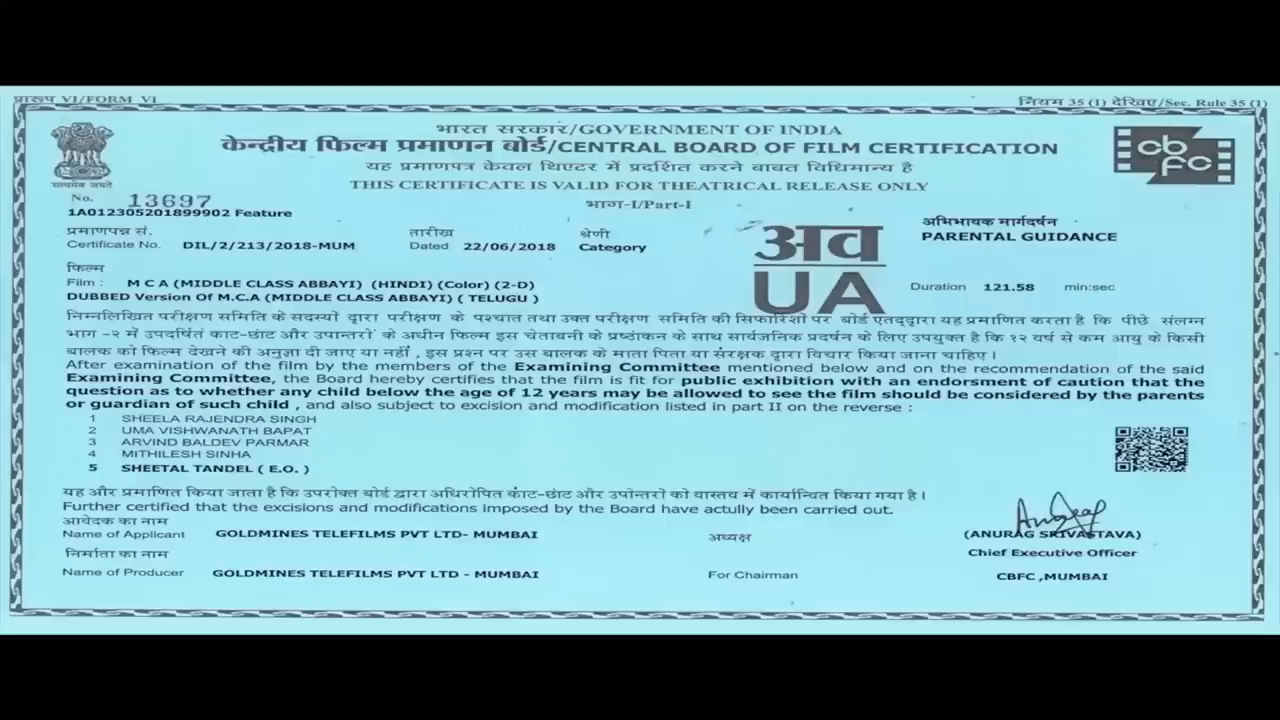 प्रारूप VI/FORM VI
नियम 35 (1) देखिए/Sec. Rule 35 (1)
भारत सरकार/GOVERNMENT OF INDIA
केन्द्रीय फिल्म प्रमाणन बोर्ड/CENTRAL BOARD OF FILM CERTIFICATION
cbfc
सत्यमेव जयते
यह प्रमाणपत्र केवल थिएटर में प्रदर्शित करने बाबत विधिमान्य है
THIS CERTIFICATE IS VALID FOR THEATRICAL RELEASE ONLY
No. 13697
भाग-I/Part-I
1A012305201899902 Feature
प्रमाणपत्र सं.
Certificate No. DIL/2/213/2018-MUM
तारीख
Dated 22/06/2018
श्रेणी
Category
अव
UA
अभिभावक मार्गदर्शन
PARENTAL GUIDANCE
फिल्म
Film : M C A (MIDDLE CLASS ABBAYI) (HINDI) (Color) (2-D)
Duration 121.58 min:sec
DUBBED Version Of M.C.A (MIDDLE CLASS ABBAYI) ( TELUGU )
निम्नलिखित परीक्षण समिति के सदस्यों द्वारा परीक्षण के पश्चात तथा उक्त परीक्षण समिति की सिफारिशों पर बोर्ड एतद्द्वारा यह प्रमाणित करता है कि पीछे संलग्न
भाग -२ में उपदर्षित काट-छांट और उपान्तरों के अधीन फिल्म इस चेतावनी के प्रष्ठांकन के साथ सार्वजनिक प्रदर्शन के लिए उपयुक्त है कि १२ वर्ष से कम आयु के किसी
बालक को फिल्म देखने की अनुज्ञा दी जाए या नहीं , इस प्रश्न पर उस बालक के माता पिता या संरक्षक द्वारा विचार किया जाना चाहिए।
After examination of the film by the members of the Examining Committee mentioned below and on the recommendation of the said
Examining Committee, the Board hereby certifies that the film is fit for public exhibition with an endorsment of caution that the
question as to whether any child below the age of 12 years may be allowed to see the film should be considered by the parents
or guardian of such child , and also subject to excision and modification listed in part II on the reverse :
1 SHEELA RAJENDRA SINGH
2 UMA VISHWANATH BAPAT
3 ARVIND BALDEV PARMAR
4 MITHILESH SINHA
5 SHEETAL TANDEL ( E.O. )
यह और प्रमाणित किया जाता है कि उपरोक्त बोर्ड द्वारा अधिरोपित कांट-छांट और उपांन्तरो को वास्तव में कार्यान्वित किया गया है।
Further certified that the excisions and modifications imposed by the Board have actully been carried out.
आवेदक का नाम
Name of Applicant GOLDMINES TELEFILMS PVT LTD- MUMBAI
अध्यक्ष
(ANURAG SRIVASTAVA)
निर्माता का नाम
Chief Executive Officer
Name of Producer GOLDMINES TELEFILMS PVT LTD - MUMBAI
For Chairman
CBFC ,MUMBAI